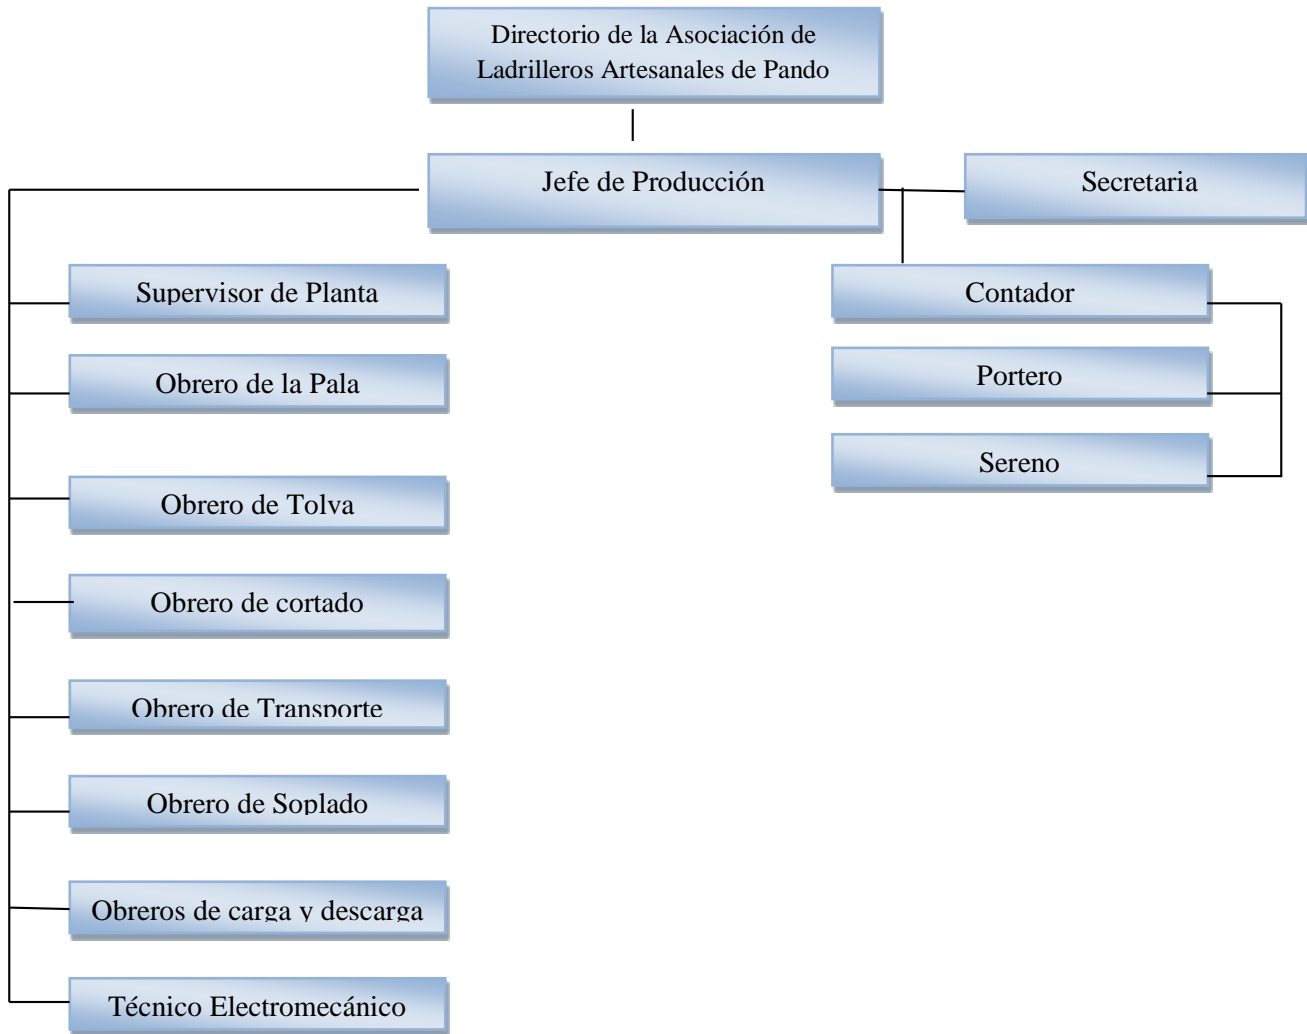 Directorio de la Asociación de
Ladrilleros Artesanales de Pando
Jefe de Producción
Secretaria
Supervisor de Planta
Obrero de la Pala
Obrero de Tolva
Obrero de cortado
Obrero de Transporte
Obrero de Soplado
Obreros de carga y descarga
Técnico Electromecánico
Contador
Portero
Sereno